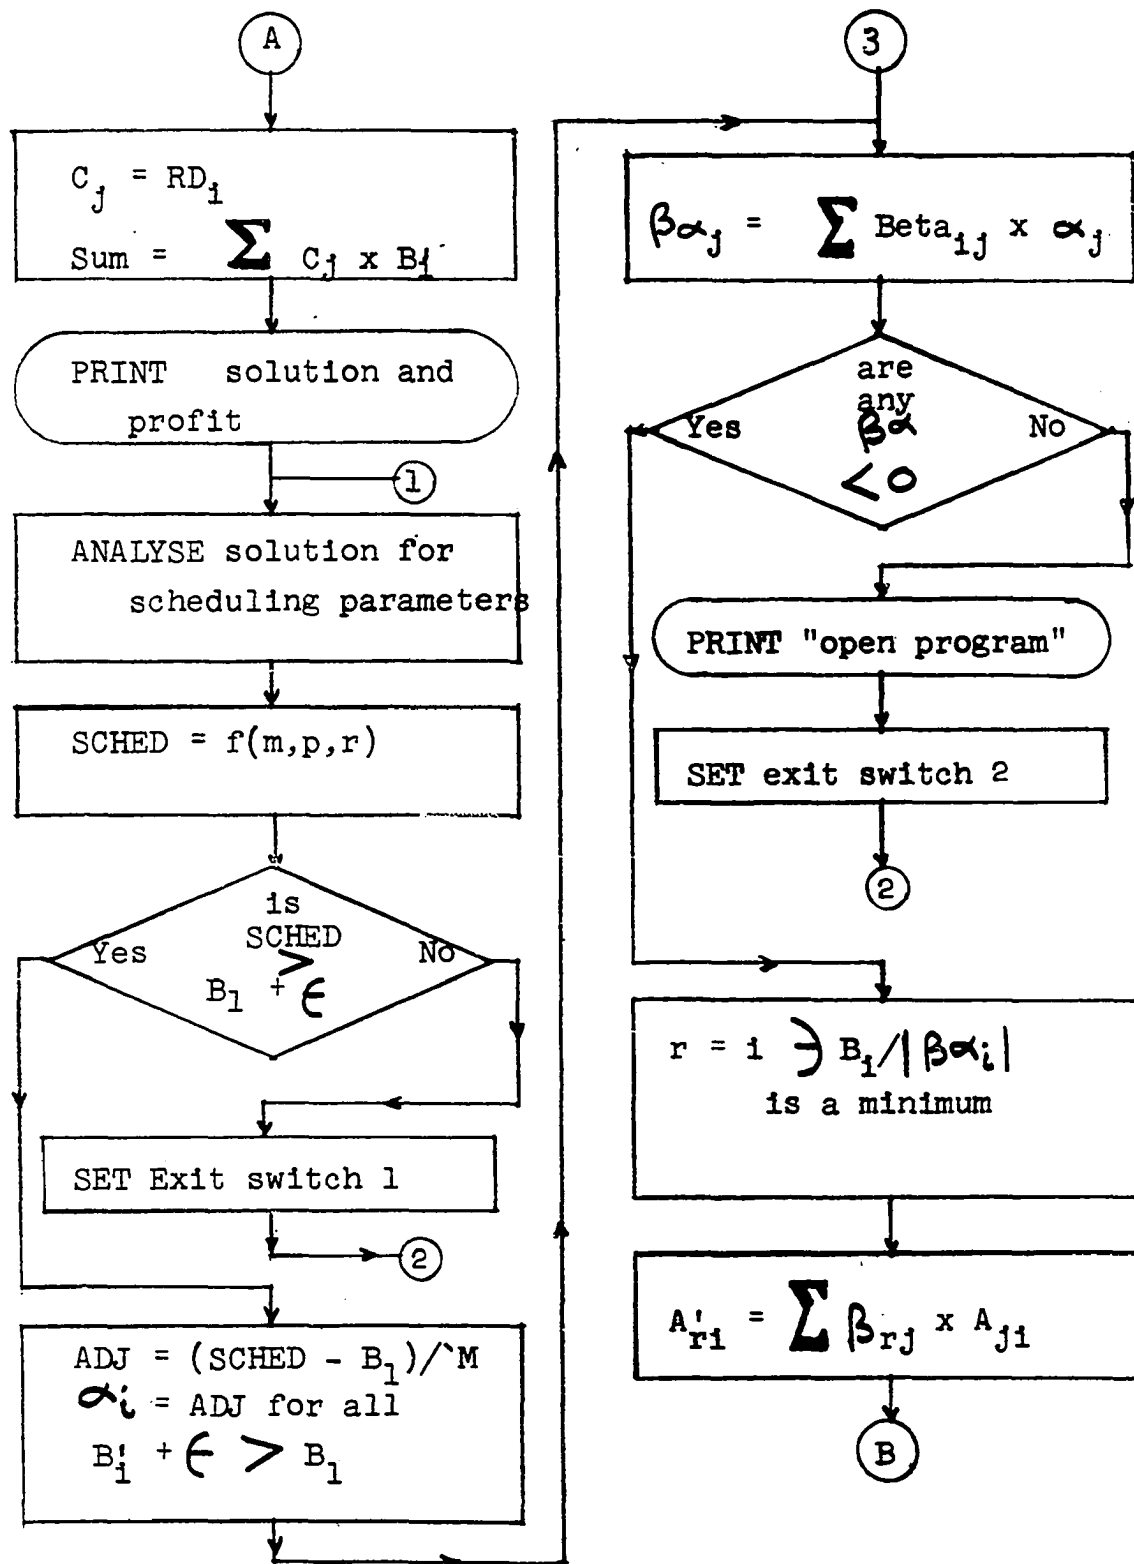 A
C_j = RD_i
Sum = Σ C_j x B_i
PRINT solution and
profit
1
ANALYSE solution for
scheduling parameters
SCHED = f(m,p,r)
is
SCHED
Yes > No
B_1 + ϵ
SET Exit switch 1
2
ADJ = (SCHED - B_1)/`M
α_i = ADJ for all
B'_i + ϵ > B_1
3
βα_j = Σ Beta_ij x α_j
are
any
Yes βα No
< 0
PRINT "open program"
SET exit switch 2
2
r = i ∋ B_i/|βα_i|
is a minimum
A'_ri = Σ β_rj x A_ji
B